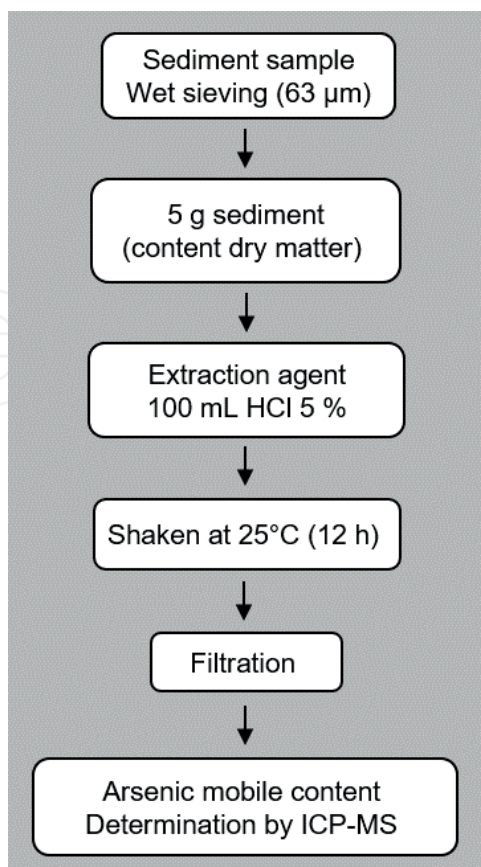 Sediment sample
Wet sieving (63 μm)
5 g sediment
(content dry matter)
Extraction agent
100 mL HCl 5 %
Shaken at 25°C (12 h)
Filtration
Arsenic mobile content
Determination by ICP-MS